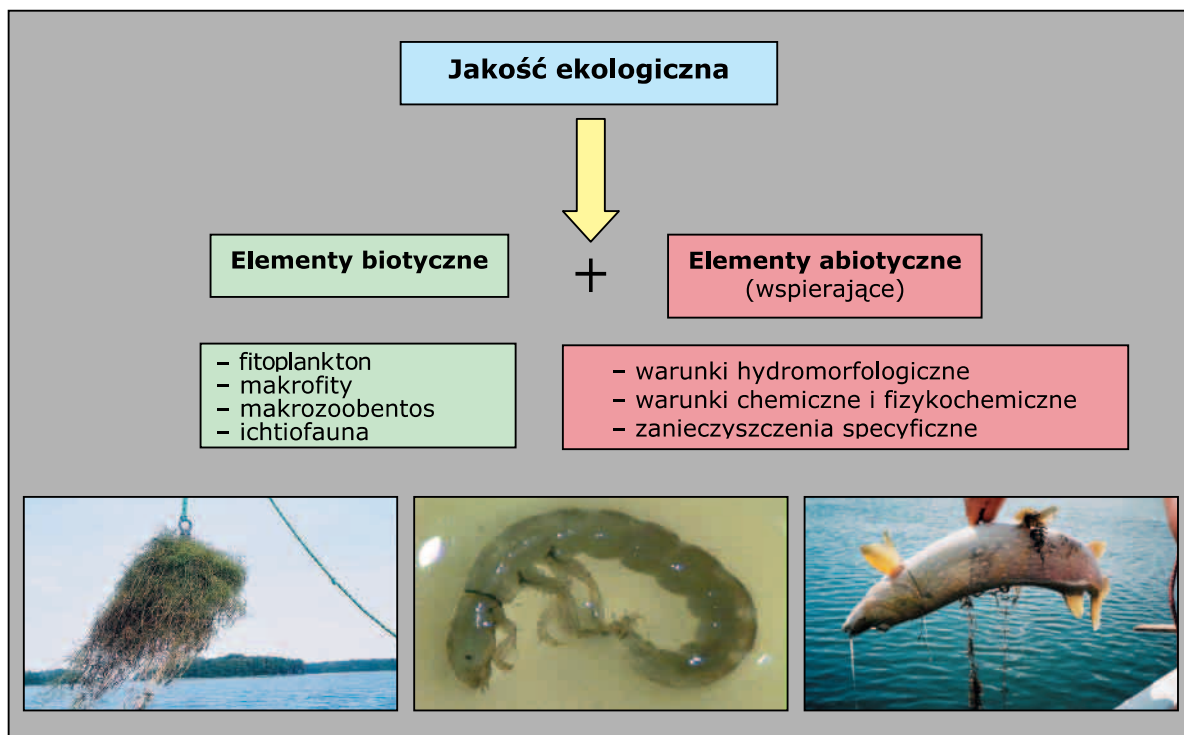 Jakość ekologiczna
Elementy biotyczne
+
Elementy abiotyczne
(wspierające)
– fitoplankton
– makrofity
– makrozoobentos
– ichtiofauna
– warunki hydromorfologiczne
– warunki chemiczne i fizykochemiczne
– zanieczyszczenia specyficzne